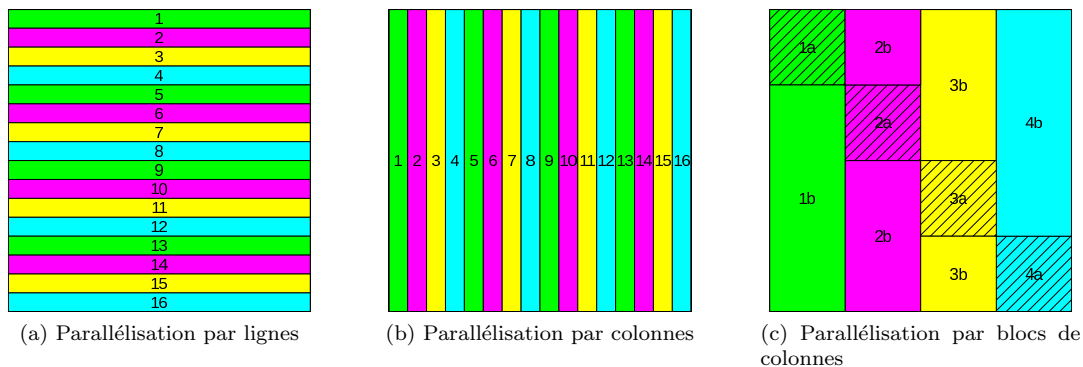 1
2
3
4
5
6
7
8
9
10
11
12
13
14
15
16
(a) Parallélisation par lignes
1 2 3 4 5 6 7 8 9 10 11 12 13 14 15 16
(b) Parallélisation par colonnes
1a 2b
3b
2a 4b
1b 3a
2b
3b 4a
(c) Parallélisation par blocs de
colonnes